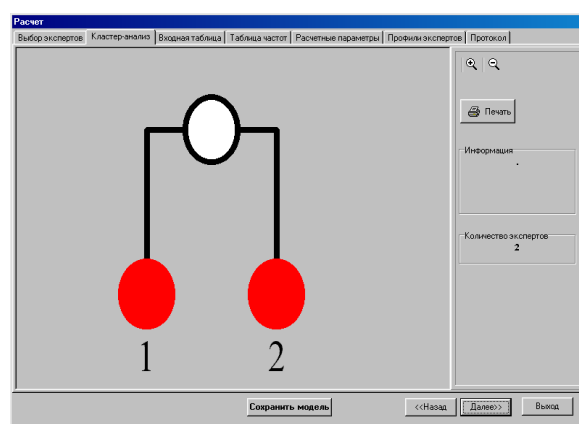 Расчет
Выбор экспертов Кластер-анализ Входная таблица Таблица частот Расчетные параметры Профили экспертов Протокол
Печать
Информация
.
Количество экспертов
2
1 2
Сохранить модель <<Назад Далее>> Выход